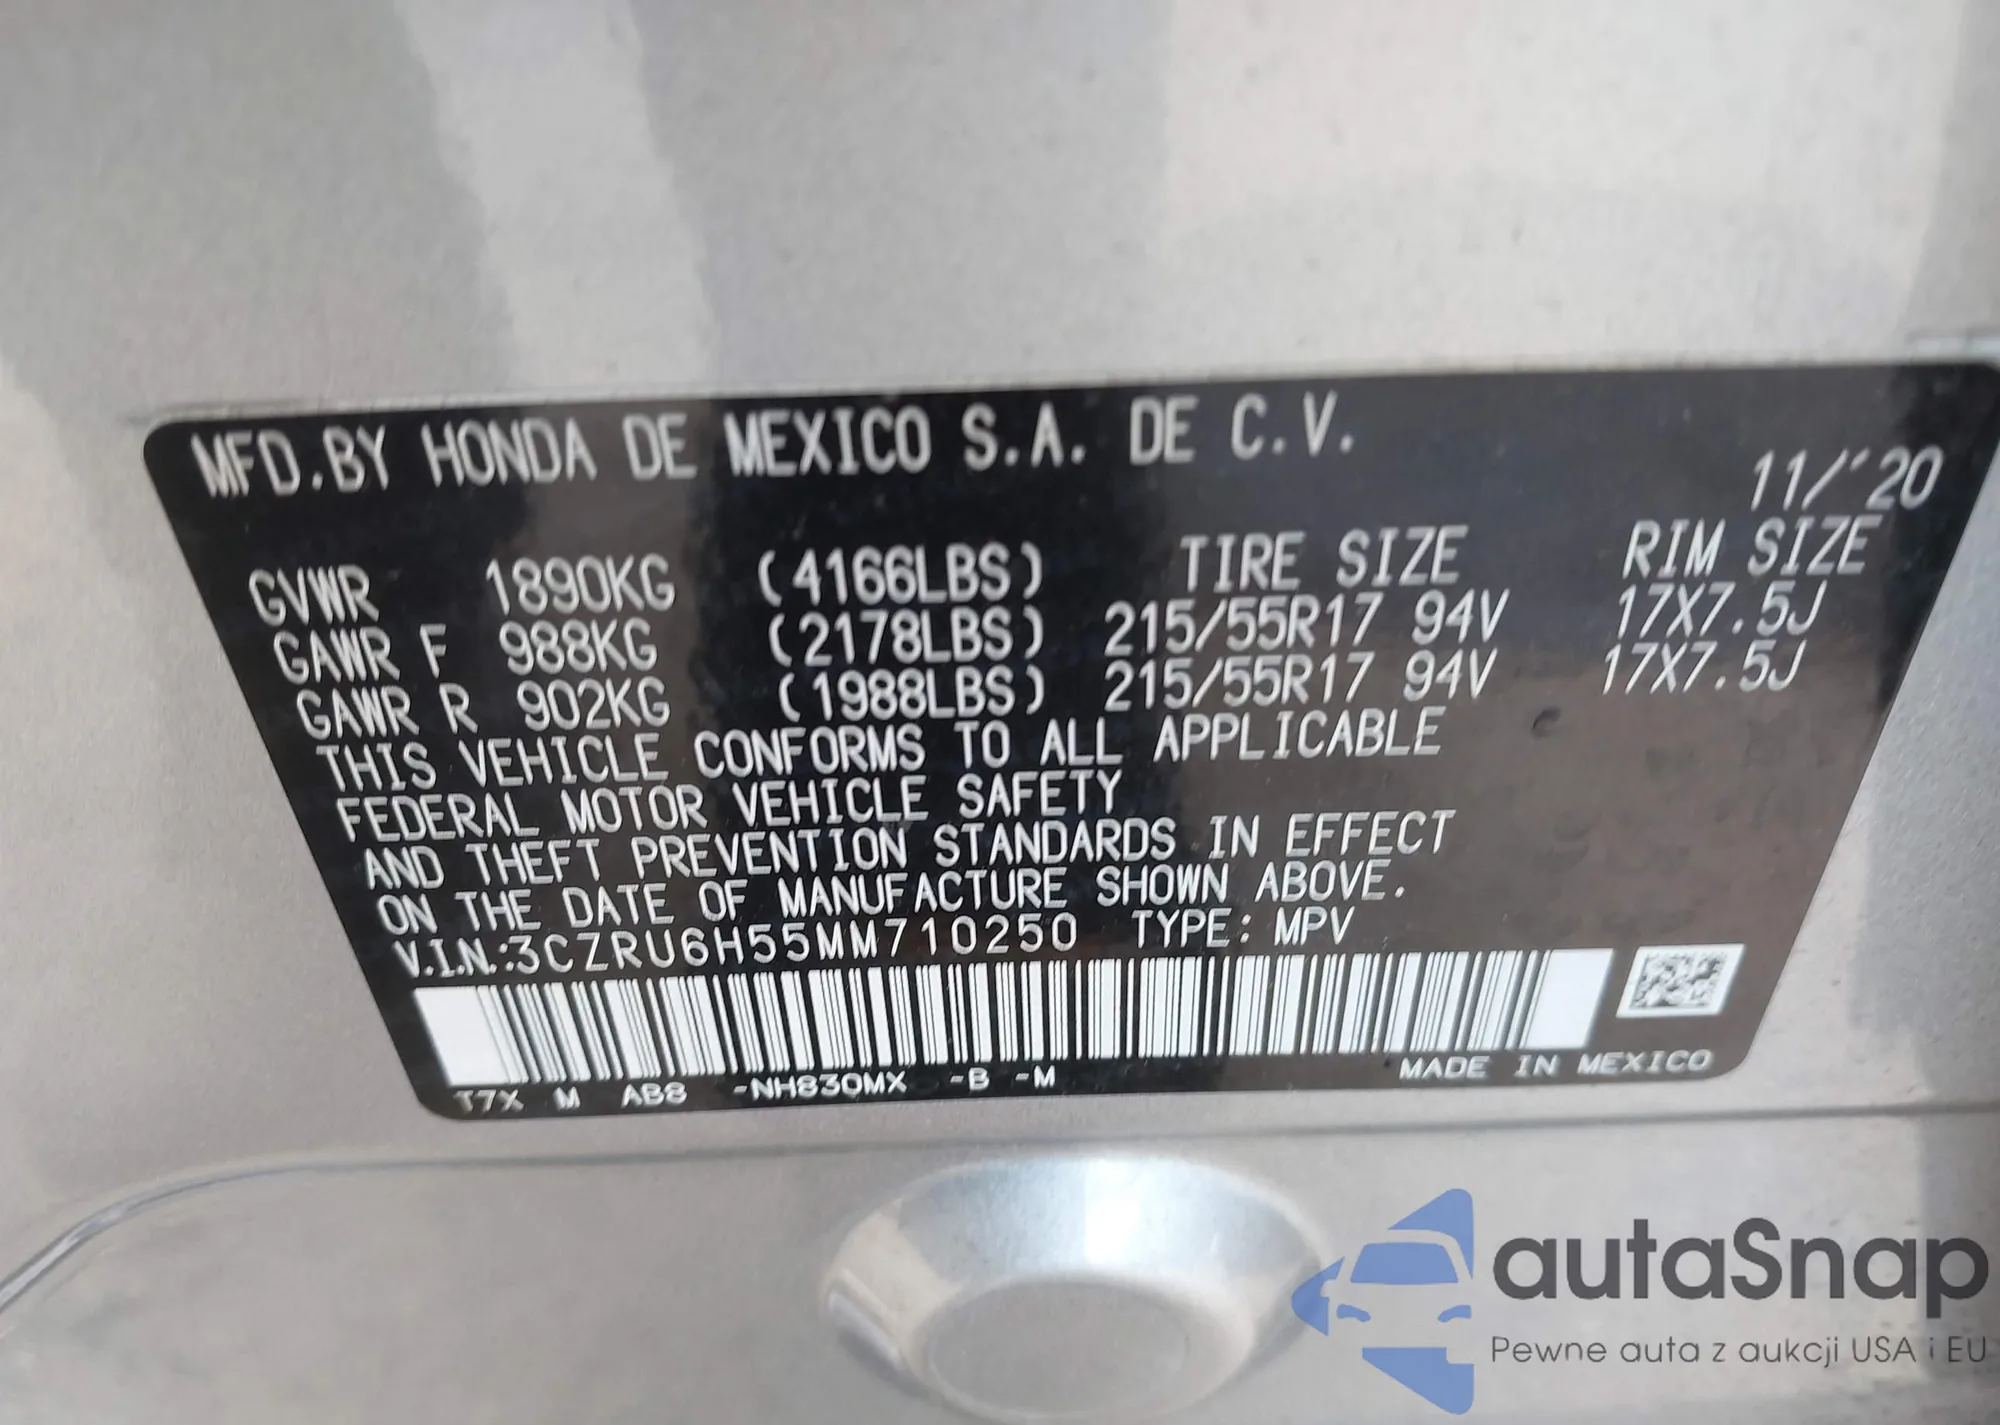 MFD.BY HONDA DE MEXICO S.A. DE C.V.
11/'20
GVWR 1890KG (4166LBS) TIRE SIZE RIM SIZE
GAWR F 988KG (2178LBS) 215/55R17 94V 17X7.5J
GAWR R 902KG (1988LBS) 215/55R17 94V 17X7.5J
THIS VEHICLE CONFORMS TO ALL APPLICABLE
FEDERAL MOTOR VEHICLE SAFETY
AND THEFT PREVENTION STANDARDS IN EFFECT
ON THE DATE OF MANUFACTURE SHOWN ABOVE.
V.I.N.:3CZRU6H55MM710250 TYPE: MPV
T7X M AB8 -NH830MX -B -M MADE IN MEXICO
autaSnap
Pewne auta z aukcji USA i EU